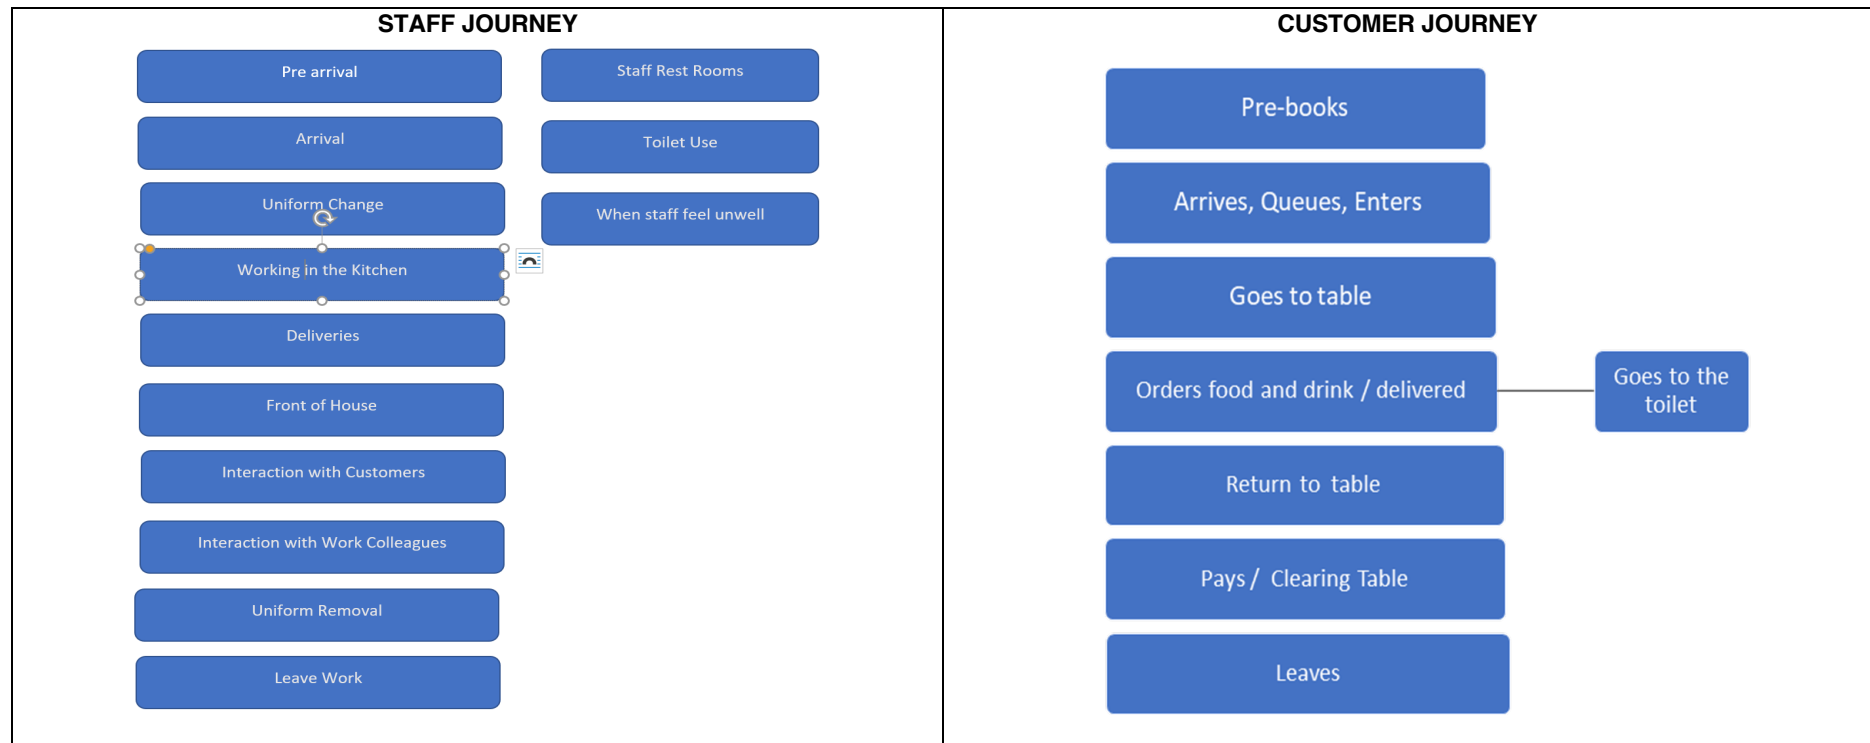 STAFF JOURNEY
Pre arrival
Arrival
Uniform Change
Working in the Kitchen
Deliveries
Front of House
Interaction with Customers
Interaction with Work Colleagues
Uniform Removal
Leave Work
Staff Rest Rooms
Toilet Use
When staff feel unwell
CUSTOMER JOURNEY
Pre-books
Arrives, Queues, Enters
Goes to table
Orders food and drink / delivered
Goes to the
toilet
Return to table
Pays / Clearing Table
Leaves